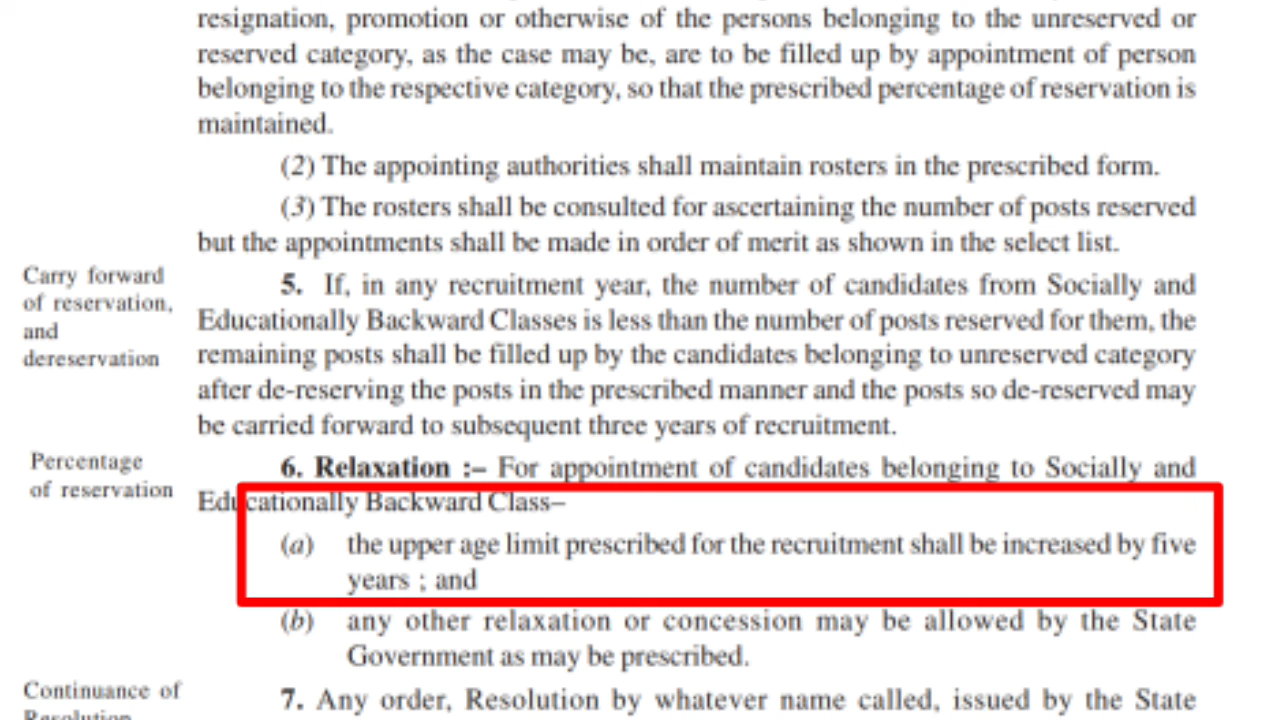 resignation, promotion or otherwise of the persons belonging to the unreserved or
reserved category, as the case may be, are to be filled up by appointment of person
belonging to the respective category, so that the prescribed percentage of reservation is
maintained.
(2) The appointing authorities shall maintain rosters in the prescribed form.
(3) The rosters shall be consulted for ascertaining the number of posts reserved
but the appointments shall be made in order of merit as shown in the select list.
Carry forward
of reservation,
and
dereservation
5. If, in any recruitment year, the number of candidates from Socially and
Educationally Backward Classes is less than the number of posts reserved for them, the
remaining posts shall be filled up by the candidates belonging to unreserved category
after de-reserving the posts in the prescribed manner and the posts so de-reserved may
be carried forward to subsequent three years of recruitment.
Percentage
of reservation
6. Relaxation :– For appointment of candidates belonging to Socially and
Educationally Backward Class–
(a) the upper age limit prescribed for the recruitment shall be increased by five
years ; and
(b) any other relaxation or concession may be allowed by the State
Government as may be prescribed.
Continuance of
Resolution
7. Any order, Resolution by whatever name called, issued by the State